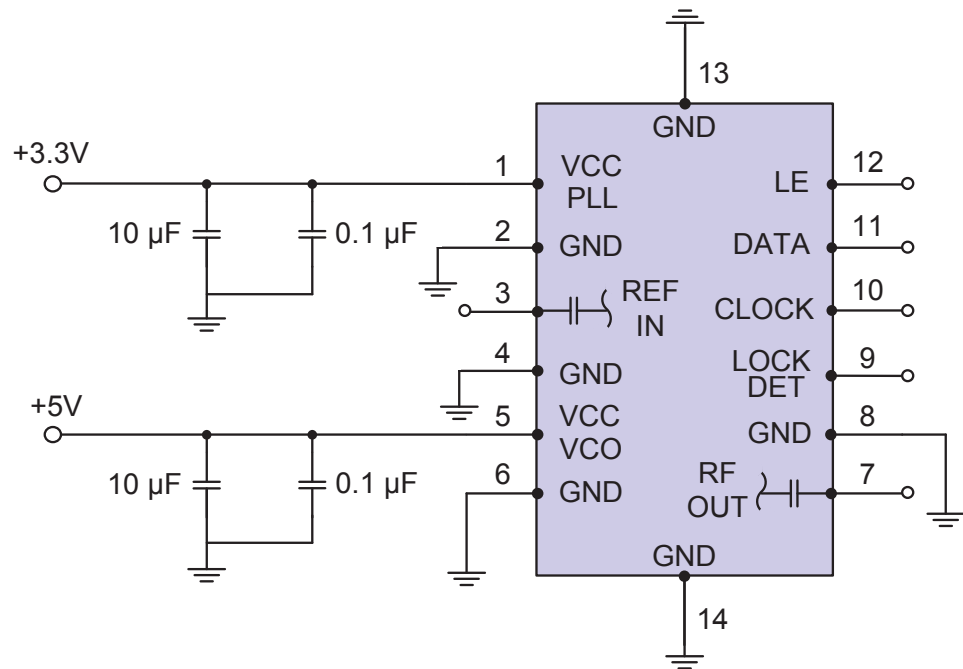 13
GND
+3.3V
1
VCC
PLL
12
LE
10 µF
0.1 µF
2
GND
11
DATA
3
REF
IN
10
CLOCK
4
GND
9
LOCK
DET
+5V
5
VCC
VCO
8
GND
10 µF
0.1 µF
6
GND
7
RF
OUT
GND
14